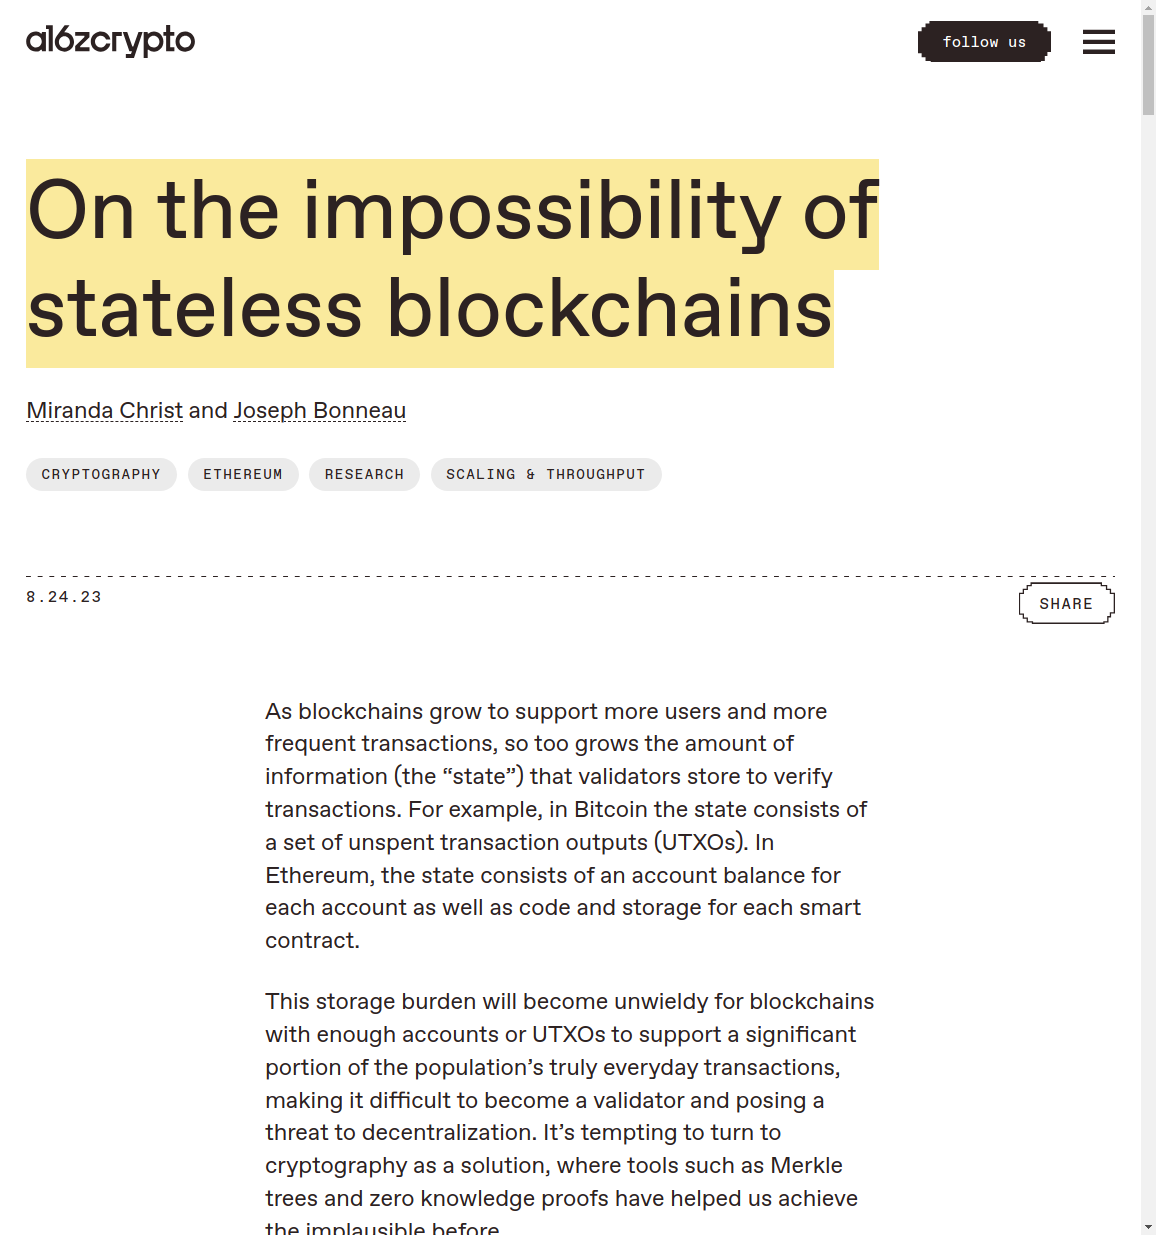 a16zcrypto
follow us
On the impossibility of
stateless blockchains
Miranda Christ and Joseph Bonneau
CRYPTOGRAPHY ETHEREUM RESEARCH SCALING & THROUGHPUT
8.24.23
SHARE
As blockchains grow to support more users and more
frequent transactions, so too grows the amount of
information (the “state”) that validators store to verify
transactions. For example, in Bitcoin the state consists of
a set of unspent transaction outputs (UTXOs). In
Ethereum, the state consists of an account balance for
each account as well as code and storage for each smart
contract.
This storage burden will become unwieldy for blockchains
with enough accounts or UTXOs to support a significant
portion of the population’s truly everyday transactions,
making it difficult to become a validator and posing a
threat to decentralization. It’s tempting to turn to
cryptography as a solution, where tools such as Merkle
trees and zero knowledge proofs have helped us achieve
the implausible before.